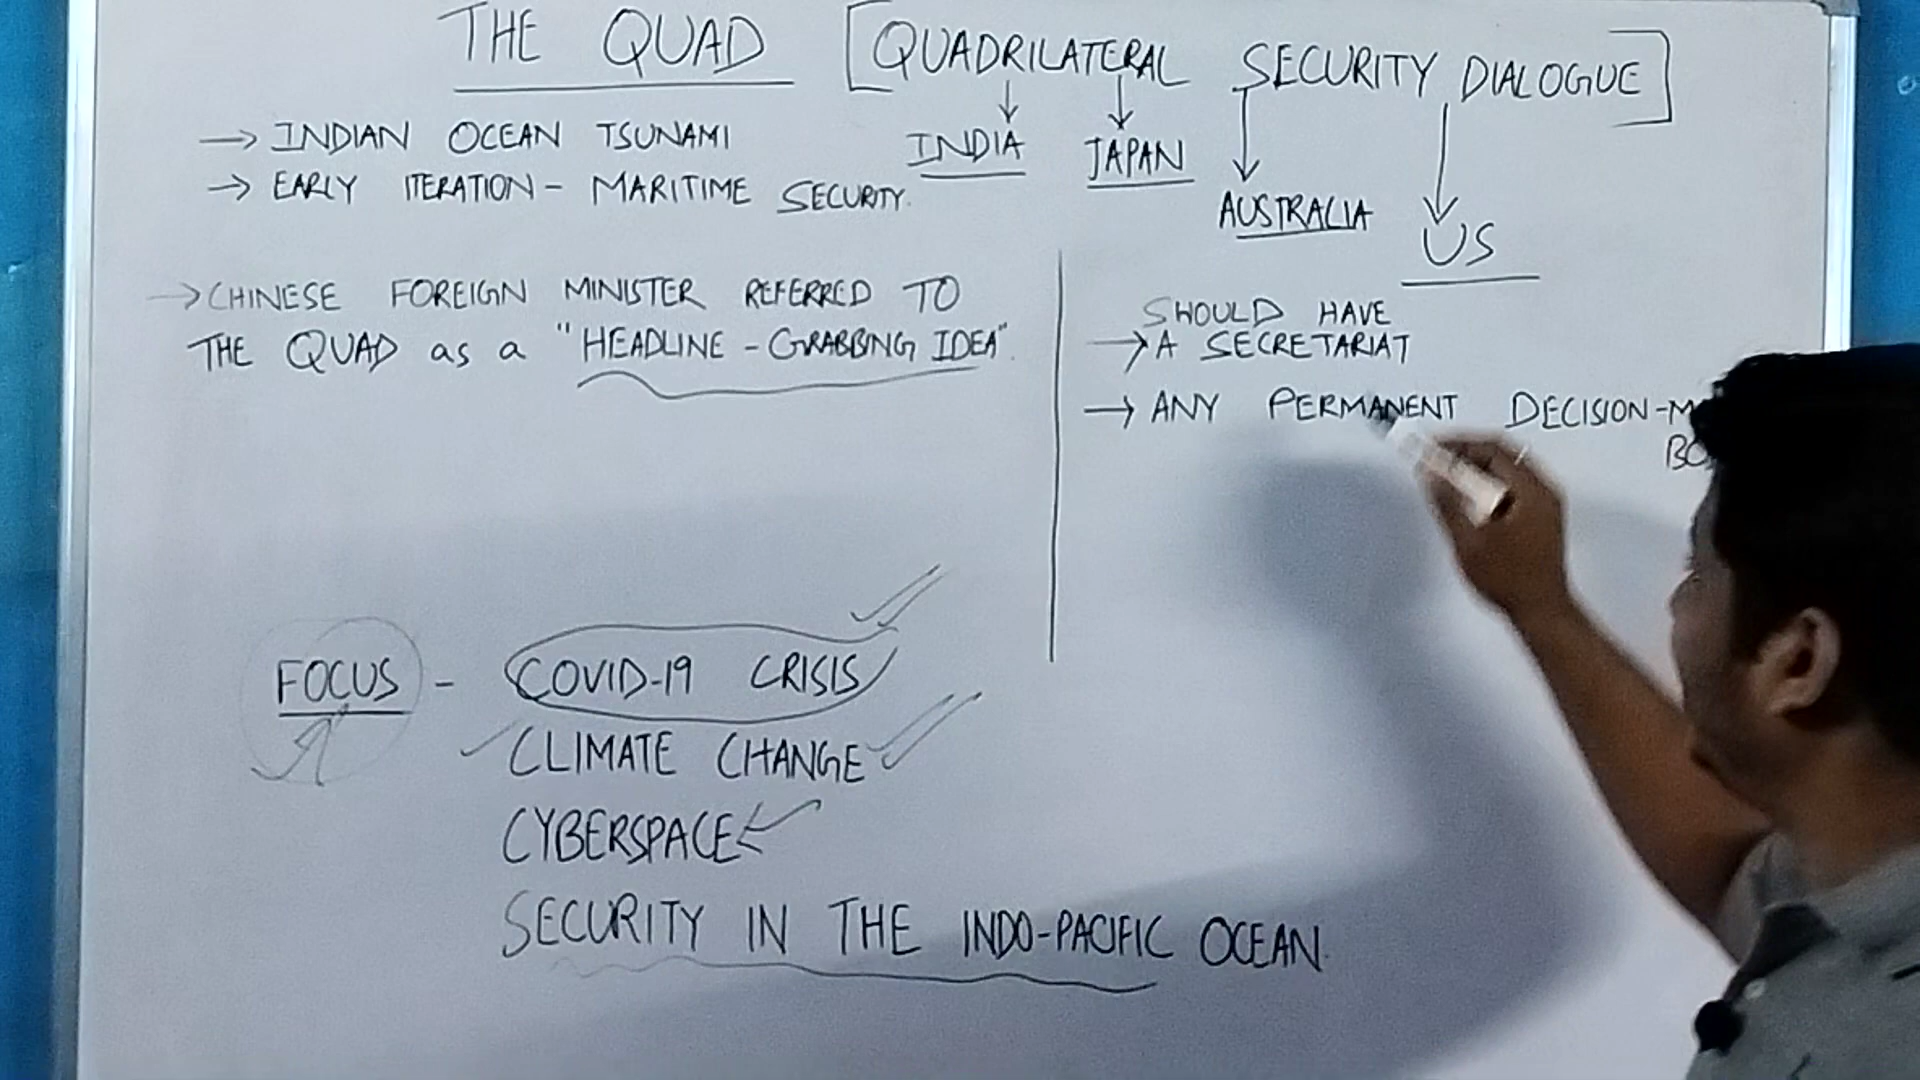 THE QUAD [QUADRILATERAL SECURITY DIALOGUE]
→ INDIAN OCEAN TSUNAMI
→ EARLY ITERATION - MARITIME SECURITY.
INDIA
JAPAN
AUSTRALIA
US
→ CHINESE FOREIGN MINISTER REFERRED TO
THE QUAD as a "HEADLINE - GRABBING IDEA".
SHOULD HAVE
→ A SECRETARIAT
→ ANY PERMANENT DECISION-M
BO
FOCUS - COVID-19 CRISIS
CLIMATE CHANGE
CYBERSPACE
SECURITY IN THE INDO-PACIFIC OCEAN.